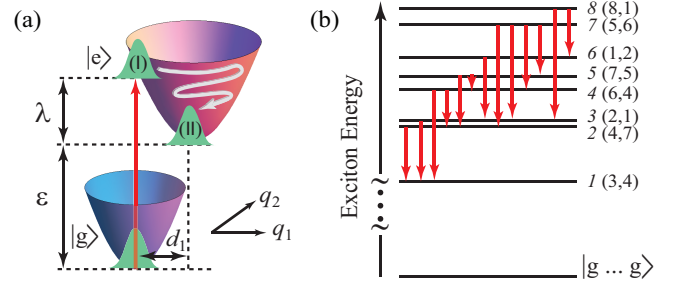 (a)
|e⟩
(I)
(II)
λ
ε
|g⟩
d₁
q₂
q₁
(b)
Exciton Energy
8 (8,1)
7 (5,6)
6 (1,2)
5 (7,5)
4 (6,4)
3 (2,1)
2 (4,7)
1 (3,4)
|g ... g⟩